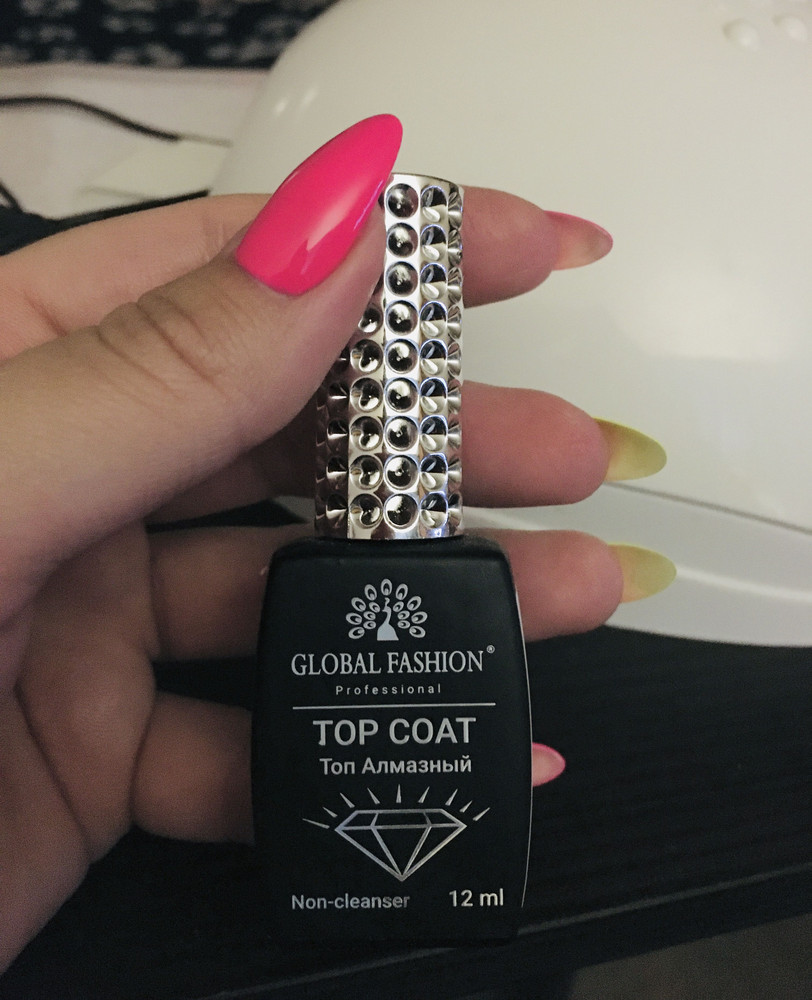 GLOBAL FASHION®
Professional
TOP COAT
Топ Алмазный
Non-cleanser 12 ml